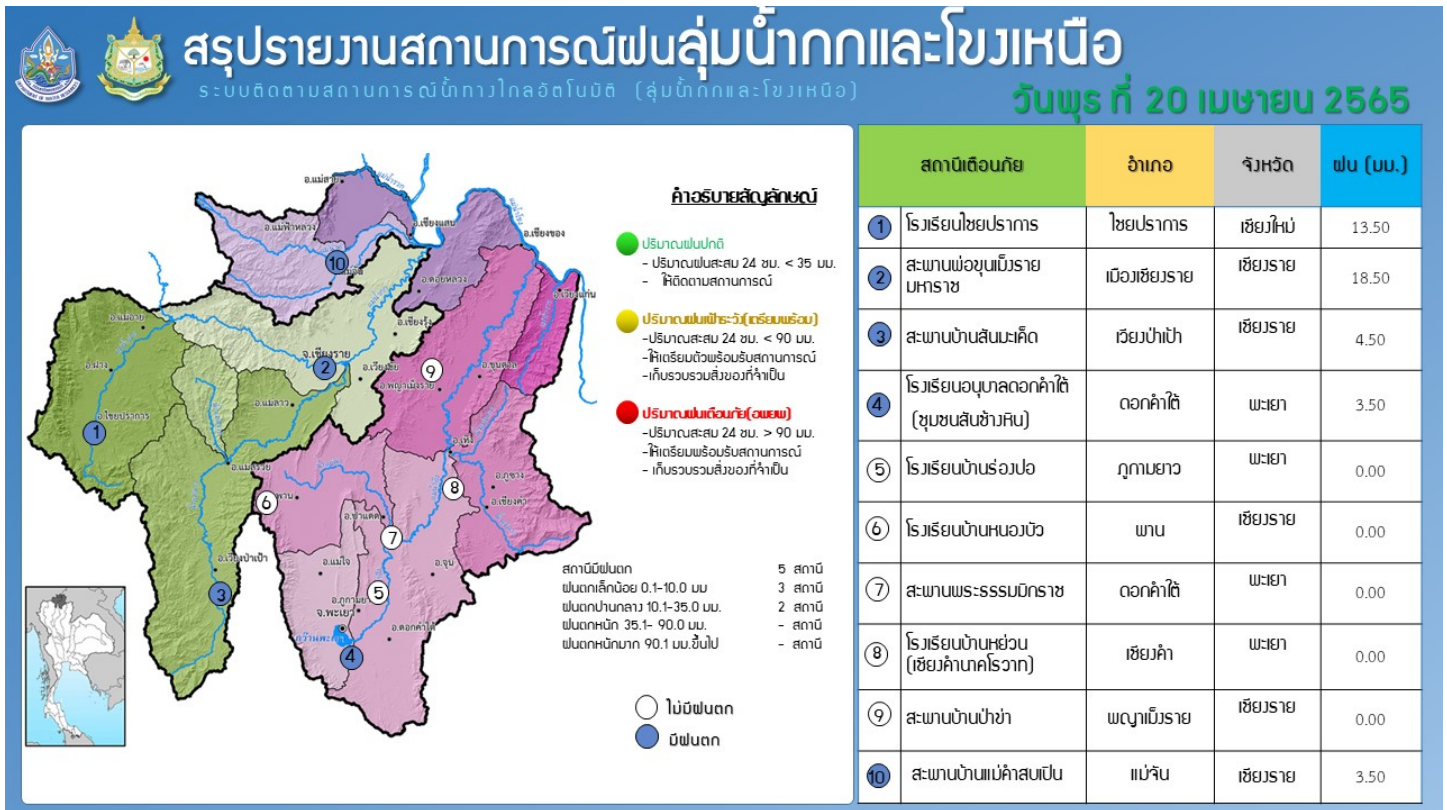 สรุปรายงานสถานการณ์ฝนลุ่มน้ำกกและโขงเหนือ
ระบบติดตามสถานการณ์น้ำทางไกลอัตโนมัติ (ลุ่มน้ำกกและโขงเหนือ)
วันพุธ ที่ 20 เมษายน 2565
อ.แม่สาย
อ.แม่ฟ้าหลวง
อ.เชียงแสน
อ.เชียงของ
10
อ.ดอยหลวง
อ.เวียงแก่น
อ.แม่อาย
อ.เชียงรุ้ง
จ.เชียงราย
2
อ.ฝาง
9
อ.ขุนตาล
อ.พญาเม็งราย
อ.แม่ลาว
อ.ไชยปราการ
1
อ.เทิง
อ.แม่สรวย
อ.ภูซาง
8
6
พาน
อ.เชียงคำ
7
อ.เวียงป่าเป้า
อ.แม่ใจ
อ.จุน
3
5
จ.พะเยา
อ.ดอกคำใต้
กว๊านพะเยา
4
คำอธิบายสัญลักษณ์
ปริมาณฝนปกติ
- ปริมาณฝนสะสม 24 ชม. < 35 มม.
- ให้ติดตามสถานการณ์
ปริมาณฝนเฝ้าระวัง(เตรียมพร้อม)
-ปริมาณสะสม 24 ชม. < 90 มม.
-ให้เตรียมตัวพร้อมรับสถานการณ์
-เก็บรวบรวมสิ่งของที่จำเป็น
ปริมาณฝนเตือนภัย(อพยพ)
-ปริมาณสะสม 24 ชม. > 90 มม.
-ให้เตรียมพร้อมรับสถานการณ์
- เก็บรวบรวมสิ่งของที่จำเป็น
สถานีมีฝนตก 5 สถานี
ฝนตกเล็กน้อย 0.1-10.0 มม 3 สถานี
ฝนตกปานกลาง 10.1-35.0 มม. 2 สถานี
ฝนตกหนัก 35.1- 90.0 มม. - สถานี
ฝนตกหนักมาก 90.1 มม.ขึ้นไป - สถานี
ไม่มีฝนตก
มีฝนตก
สถานีเตือนภัย อำเภอ จังหวัด ฝน (มม.)
1 โรงเรียนไชยปราการ ไชยปราการ เชียงใหม่ 13.50
2 สะพานพ่อขุนเม็งราย
มหาราช เมืองเชียงราย เชียงราย 18.50
3 สะพานบ้านสันมะเค็ด เวียงป่าเป้า เชียงราย 4.50
4 โรงเรียนอนุบาลดอกคำใต้
(ชุมชนสันช้างหิน) ดอกคำใต้ พะเยา 3.50
5 โรงเรียนบ้านร่องปอ ภูกามยาว พะเยา 0.00
6 โรงเรียนบ้านหนองบัว พาน เชียงราย 0.00
7 สะพานพระธรรมมิกราช ดอกคำใต้ พะเยา 0.00
8 โรงเรียนบ้านหย่วน
(เชียงคำนาคโรวาท) เชียงคำ พะเยา 0.00
9 สะพานบ้านป่าข่า พญาเม็งราย เชียงราย 0.00
10 สะพานบ้านแม่คำสบเปิน แม่จัน เชียงราย 3.50